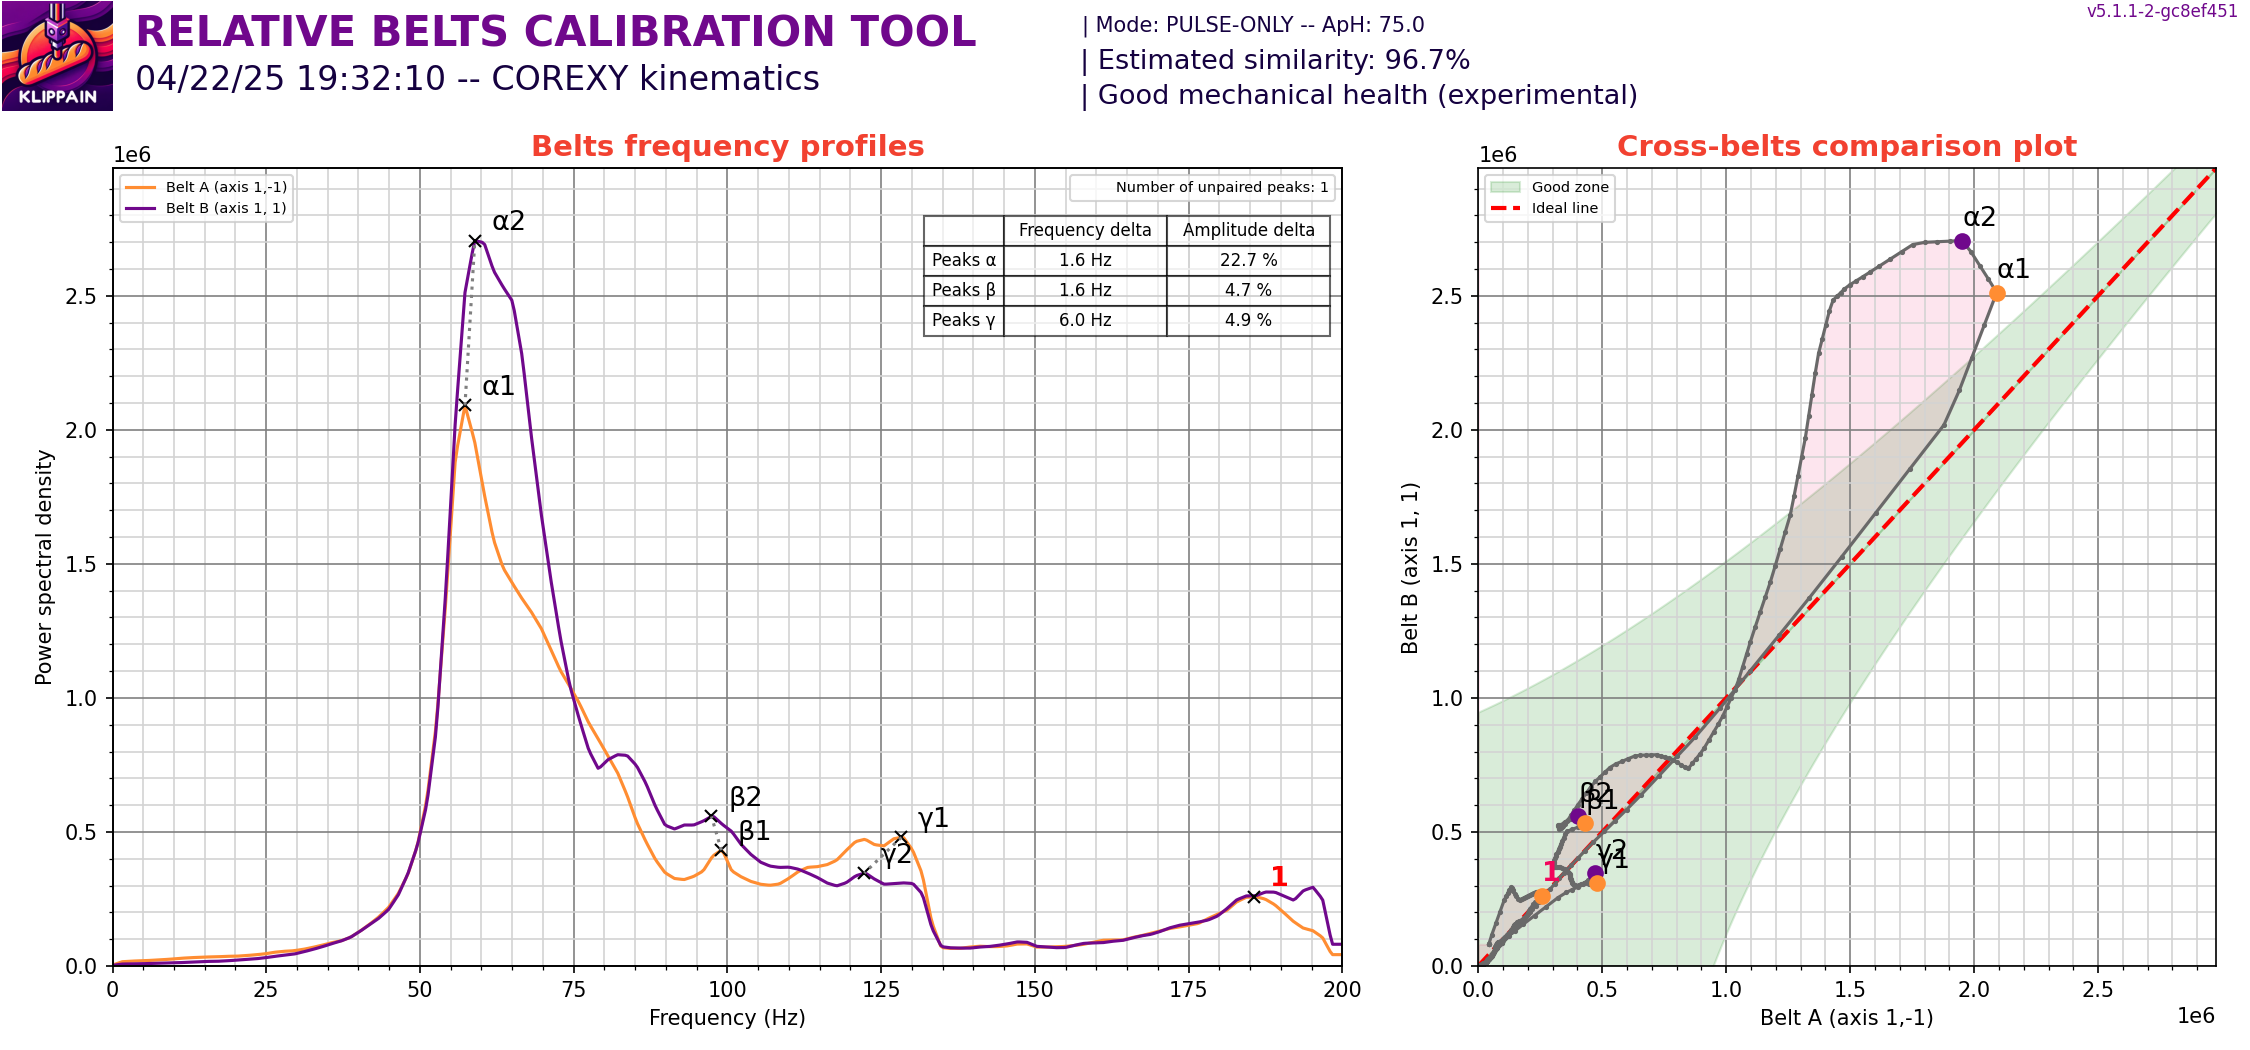 KLIPPAIN
RELATIVE BELTS CALIBRATION TOOL
04/22/25 19:32:10 -- COREXY kinematics
| Mode: PULSE-ONLY -- ApH: 75.0
| Estimated similarity: 96.7%
| Good mechanical health (experimental)
v5.1.1-2-gc8ef451
Belts frequency profiles
1e6
Belt A (axis 1,-1)
Belt B (axis 1, 1)
Number of unpaired peaks: 1
Frequency delta Amplitude delta
Peaks α 1.6 Hz 22.7 %
Peaks β 1.6 Hz 4.7 %
Peaks γ 6.0 Hz 4.9 %
α2
α1
β2
β1
γ1
γ2
1
2.5
2.0
1.5
1.0
0.5
0.0
Power spectral density
0 25 50 75 100 125 150 175 200
Frequency (Hz)
Cross-belts comparison plot
1e6
Good zone
Ideal line
α2
α1
β2
β1
γ2
γ1
1
2.5
2.0
1.5
1.0
0.5
0.0
Belt B (axis 1, 1)
0.0 0.5 1.0 1.5 2.0 2.5
Belt A (axis 1,-1)
1e6